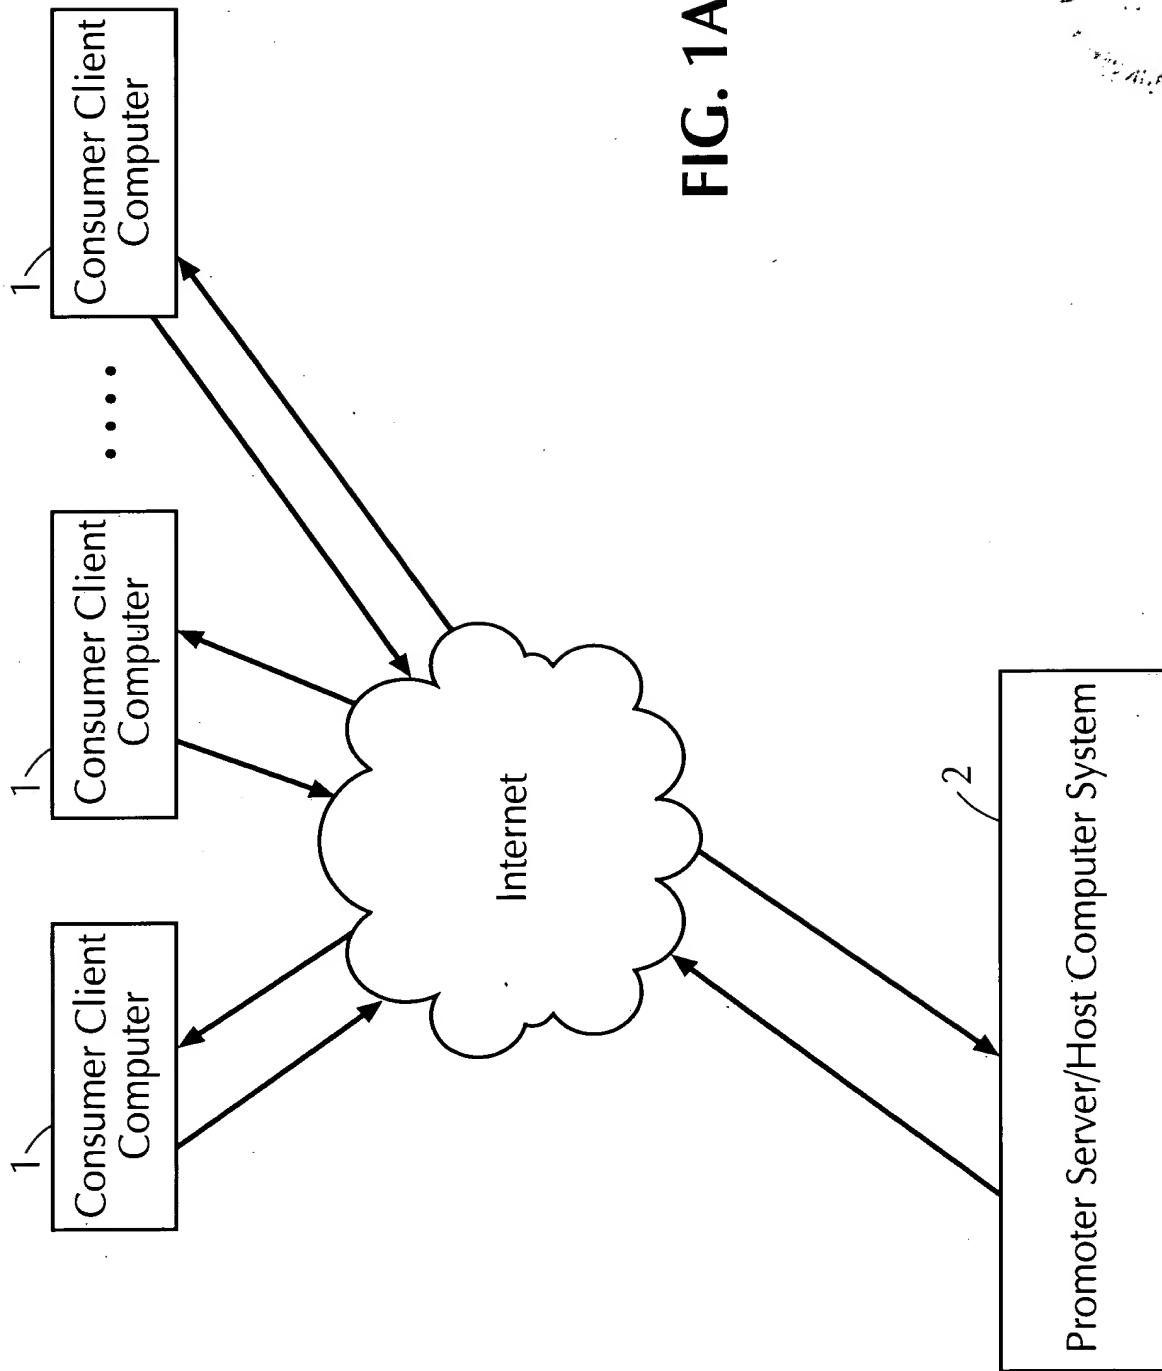 1
Consumer Client
Computer
1
Consumer Client
Computer
1
Consumer Client
Computer
Internet
2
Promoter Server/Host Computer System
FIG. 1A